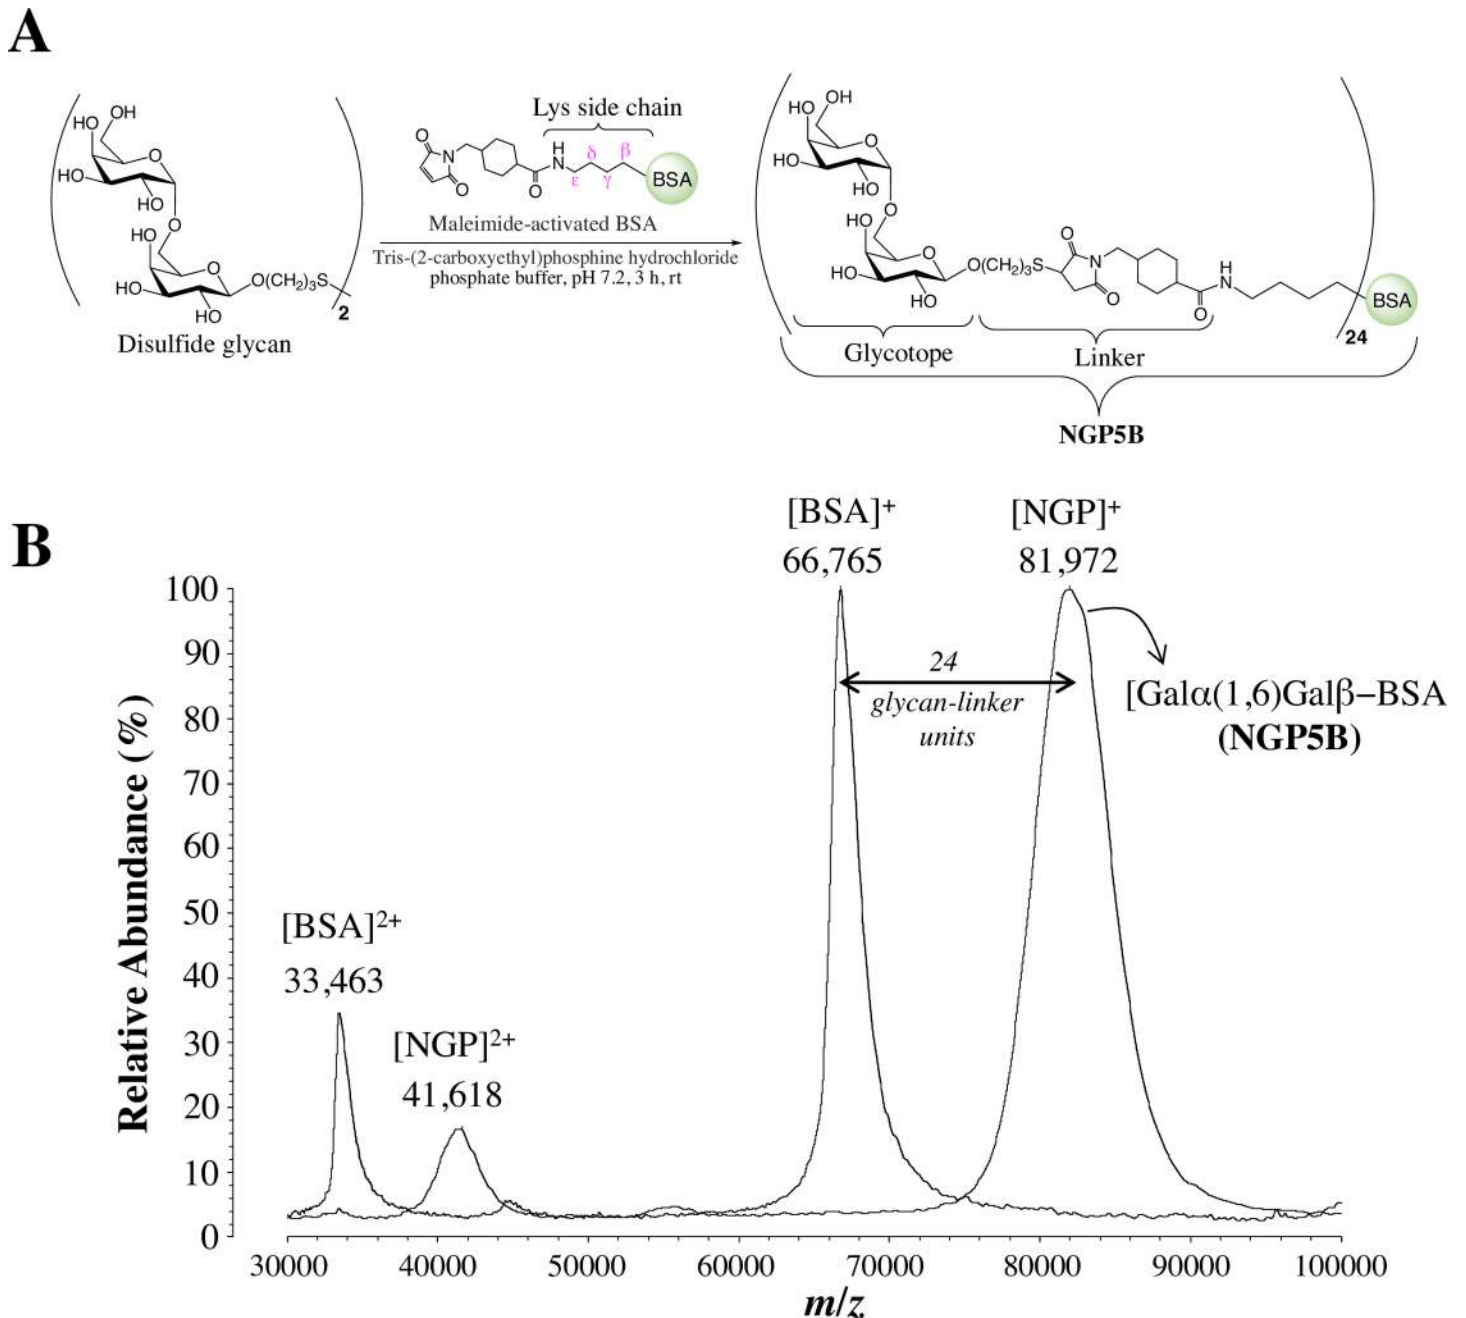 A
Lys side chain
HO
OH
O
HO
HO
O
HO
HO
O
HO
O(CH2)3S
2
Disulfide glycan
O
N
O
O
H
N
ε
δ
γ
β
BSA
Maleimide-activated BSA
Tris-(2-carboxyethyl)phosphine hydrochloride
phosphate buffer, pH 7.2, 3 h, rt
HO
OH
O
HO
HO
O
HO
O
HO
HO
O(CH2)3S
O
N
O
O
H
N
BSA
24
Glycotope
Linker
NGP5B
B
[BSA]+
66,765
[NGP]+
81,972
24
glycan-linker
units
[Galα(1,6)Galβ–BSA
(NGP5B)
[BSA]2+
33,463
[NGP]2+
41,618
Relative Abundance (%)
100
90
80
70
60
50
40
30
20
10
0
30000 40000 50000 60000 70000 80000 90000 100000
m/z